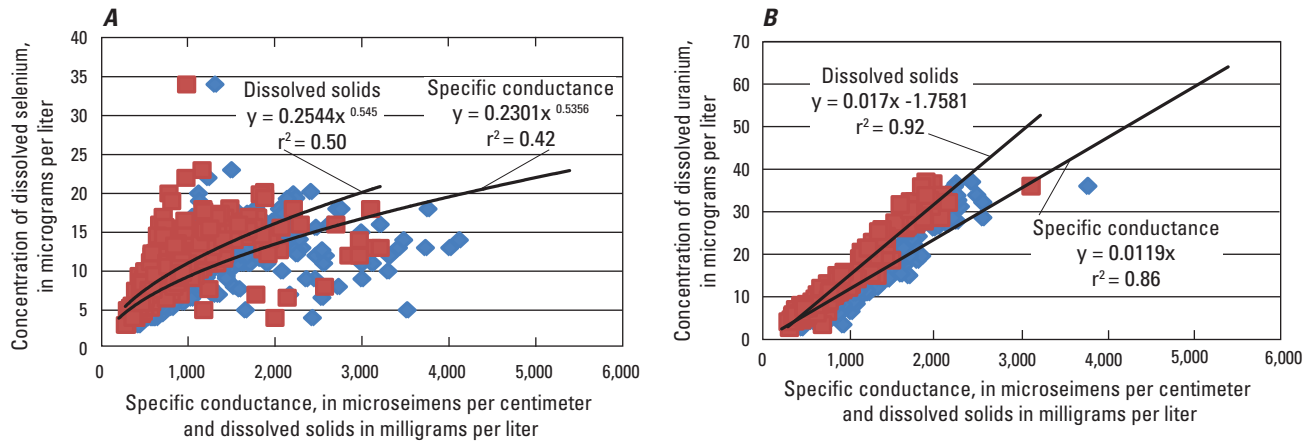 A
Concentration of dissolved selenium,
in micrograms per liter
40
35
30
25
20
15
10
5
0
0
1,000
2,000
3,000
4,000
5,000
6,000
Dissolved solids
y = 0.2544x 0.545
r2 = 0.50
Specific conductance
y = 0.2301x 0.5356
r2 = 0.42
Specific conductance, in microseimens per centimeter
and dissolved solids in milligrams per liter
B
Concentration of dissolved uranium,
in micrograms per liter
70
60
50
40
30
20
10
0
0
1,000
2,000
3,000
4,000
5,000
6,000
Dissolved solids
y = 0.017x -1.7581
r2 = 0.92
Specific conductance
y = 0.0119x
r2 = 0.86
Specific conductance, in microseimens per centimeter
and dissolved solids in milligrams per liter